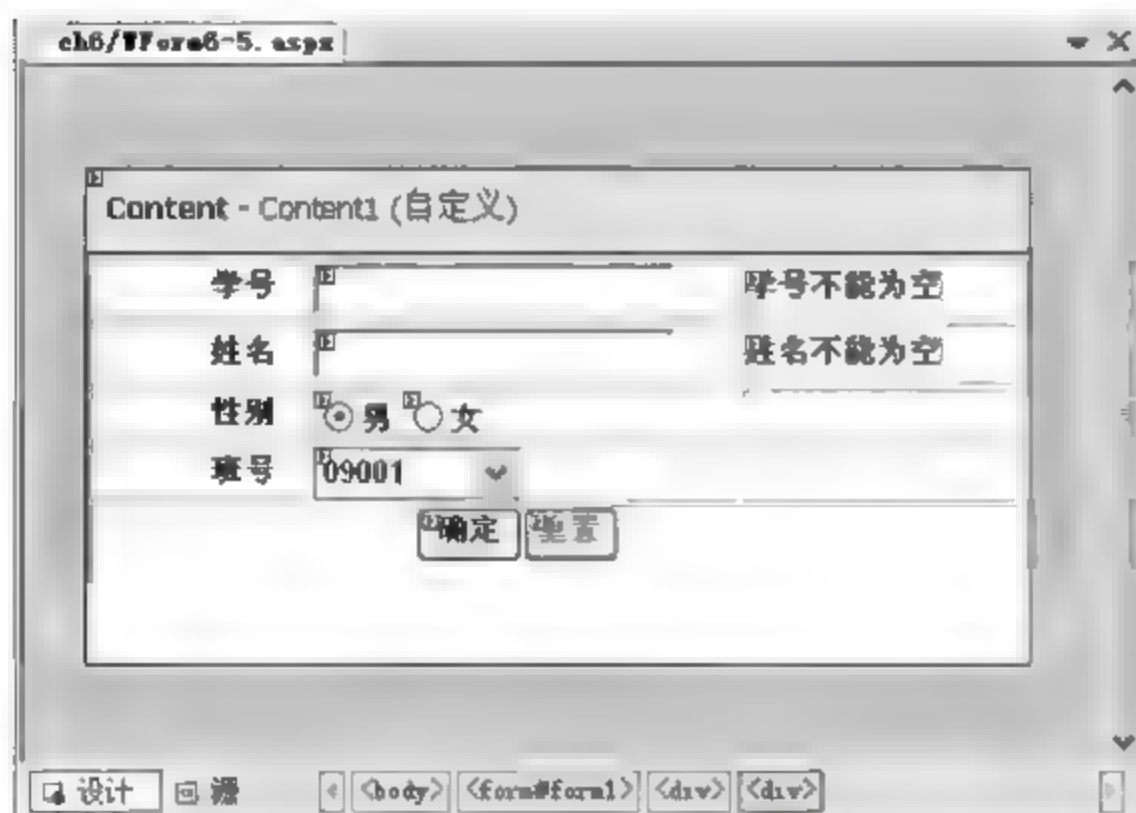 ch6/WForm6-5.aspx
Content - Content1 (自定义)
学号 学号不能为空
姓名 姓名不能为空
性别 男 女
班号 09001
确定 重置
设计 源 <body> <form#form1> <div> <div>